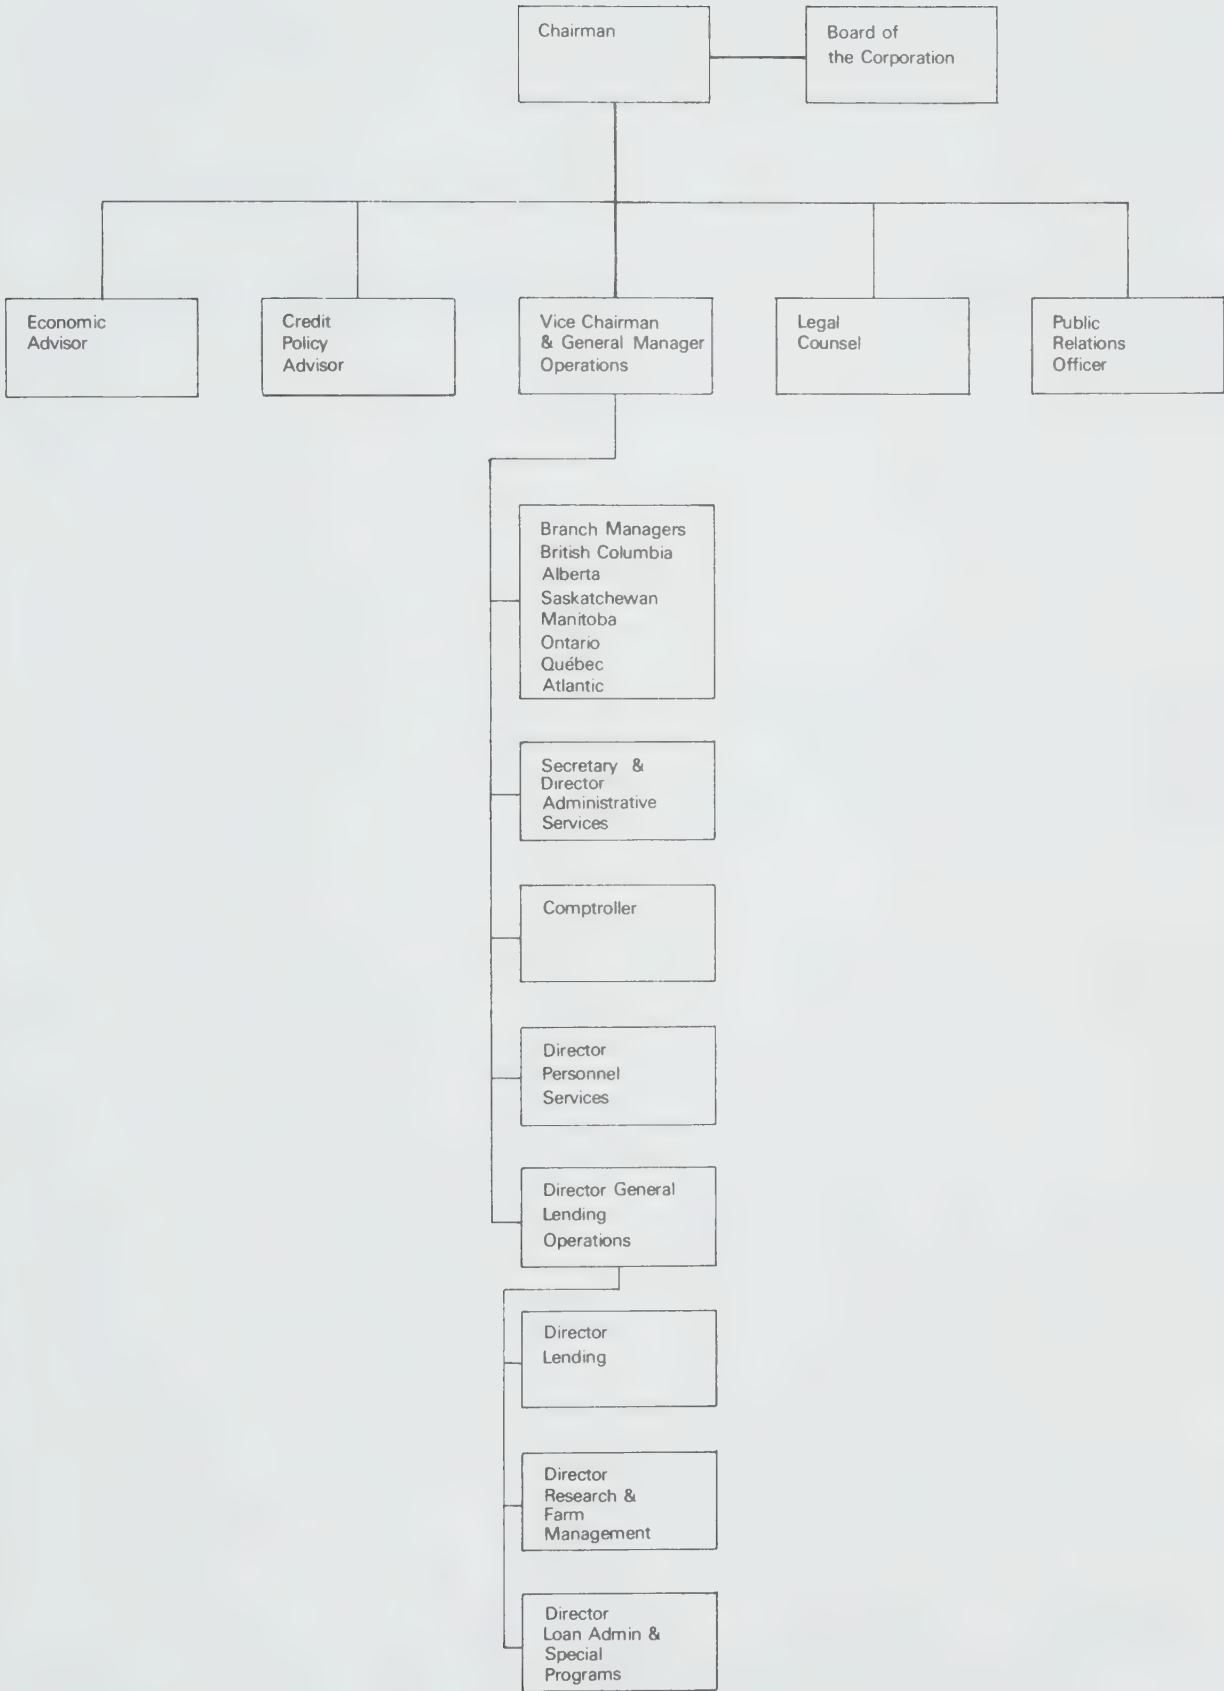 Chairman
Board of
the Corporation
Economic
Advisor
Credit
Policy
Advisor
Vice Chairman
& General Manager
Operations
Legal
Counsel
Public
Relations
Officer
Branch Managers
British Columbia
Alberta
Saskatchewan
Manitoba
Ontario
Québec
Atlantic
Secretary &
Director
Administrative
Services
Comptroller
Director
Personnel
Services
Director General
Lending
Operations
Director
Lending
Director
Research &
Farm
Management
Director
Loan Admin &
Special
Programs